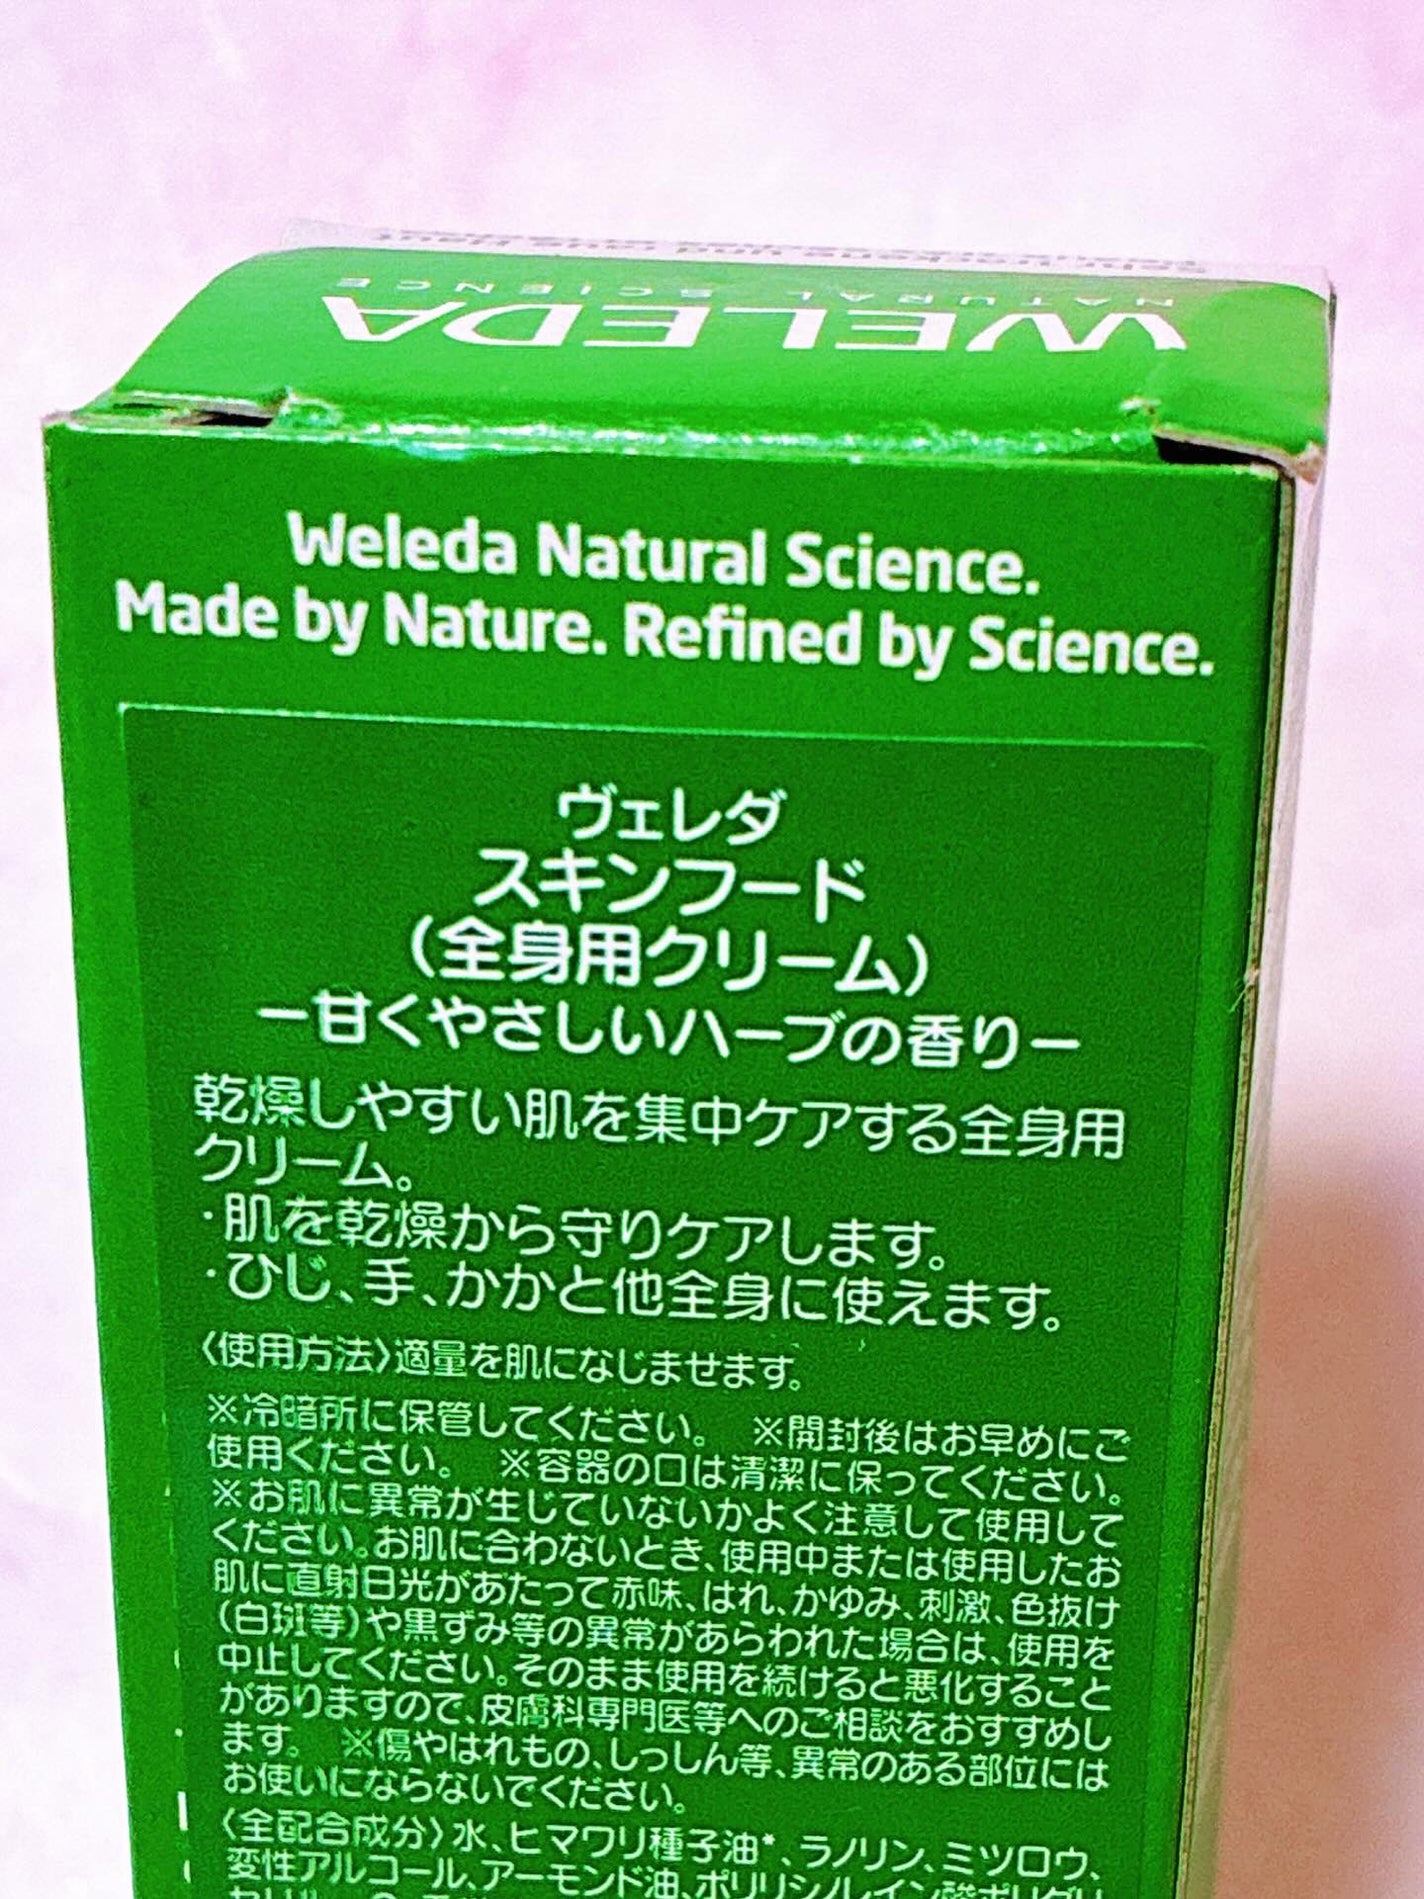 WELEDA
NATURAL SCIENCE
Weleda Natural Science.
Made by Nature. Refined by Science.
ヴェレダ
スキンフード
（全身用クリーム）
－甘くやさしいハーブの香り－
乾燥しやすい肌を集中ケアする全身用
クリーム。
・肌を乾燥から守りケアします。
・ひじ、手、かかと他全身に使えます。
〈使用方法〉適量を肌になじませます。
※冷暗所に保管してください。　※開封後はお早めにご
使用ください。　※容器の口は清潔に保ってください。
※お肌に異常が生じていないかよく注意して使用して
ください。お肌に合わないとき、使用中または使用したお
肌に直射日光があたって赤味、はれ、かゆみ、刺激、色抜け
（白斑等）や黒ずみ等の異常があらわれた場合は、使用を
中止してください。そのまま使用を続けると悪化すること
がありますので、皮膚科専門医等へのご相談をおすすめし
ます。　※傷やはれもの、しっしん等、異常のある部位には
お使いにならないでください。
〈全配合成分〉水、ヒマワリ種子油*、ラノリン、ミツロウ、
変性アルコール、アーモンド油、ポリリシノレイン酸ポリグリ